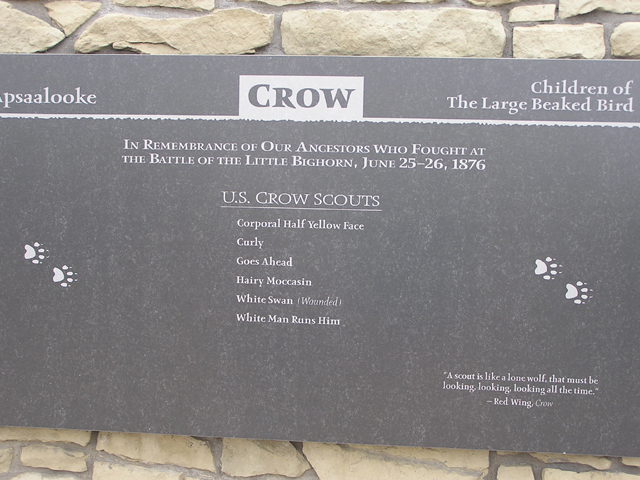 Apsaalooke
CROW
Children of
The Large Beaked Bird
In Remembrance of Our Ancestors Who Fought at
the Battle of the Little Bighorn, June 25–26, 1876
U.S. Crow Scouts
Corporal Half Yellow Face
Curly
Goes Ahead
Hairy Moccasin
White Swan (Wounded)
White Man Runs Him
"A scout is like a lone wolf, that must be
looking, looking, looking all the time."
– Red Wing, Crow